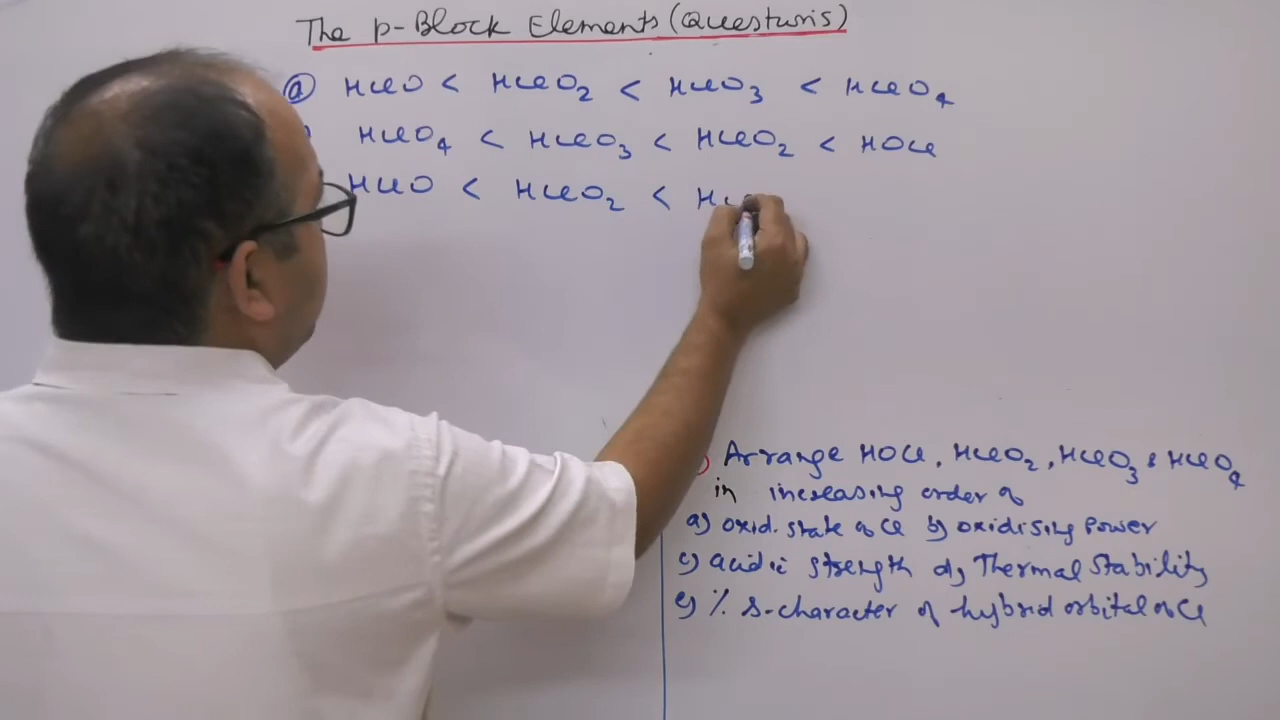 The p-Block Elements (Questions)
(a) HClO < HClO₂ < HClO₃ < HClO₄
HClO₄ < HClO₃ < HClO₂ < HOCl
HClO < HClO₂ < HCl
) Arrange HOCl, HClO₂, HClO₃ & HClO₄
in increasing order of
a) oxid. state of Cl b) oxidising Power
c) acidic strength d) Thermal Stability
e) % s-character of hybrid orbital of Cl